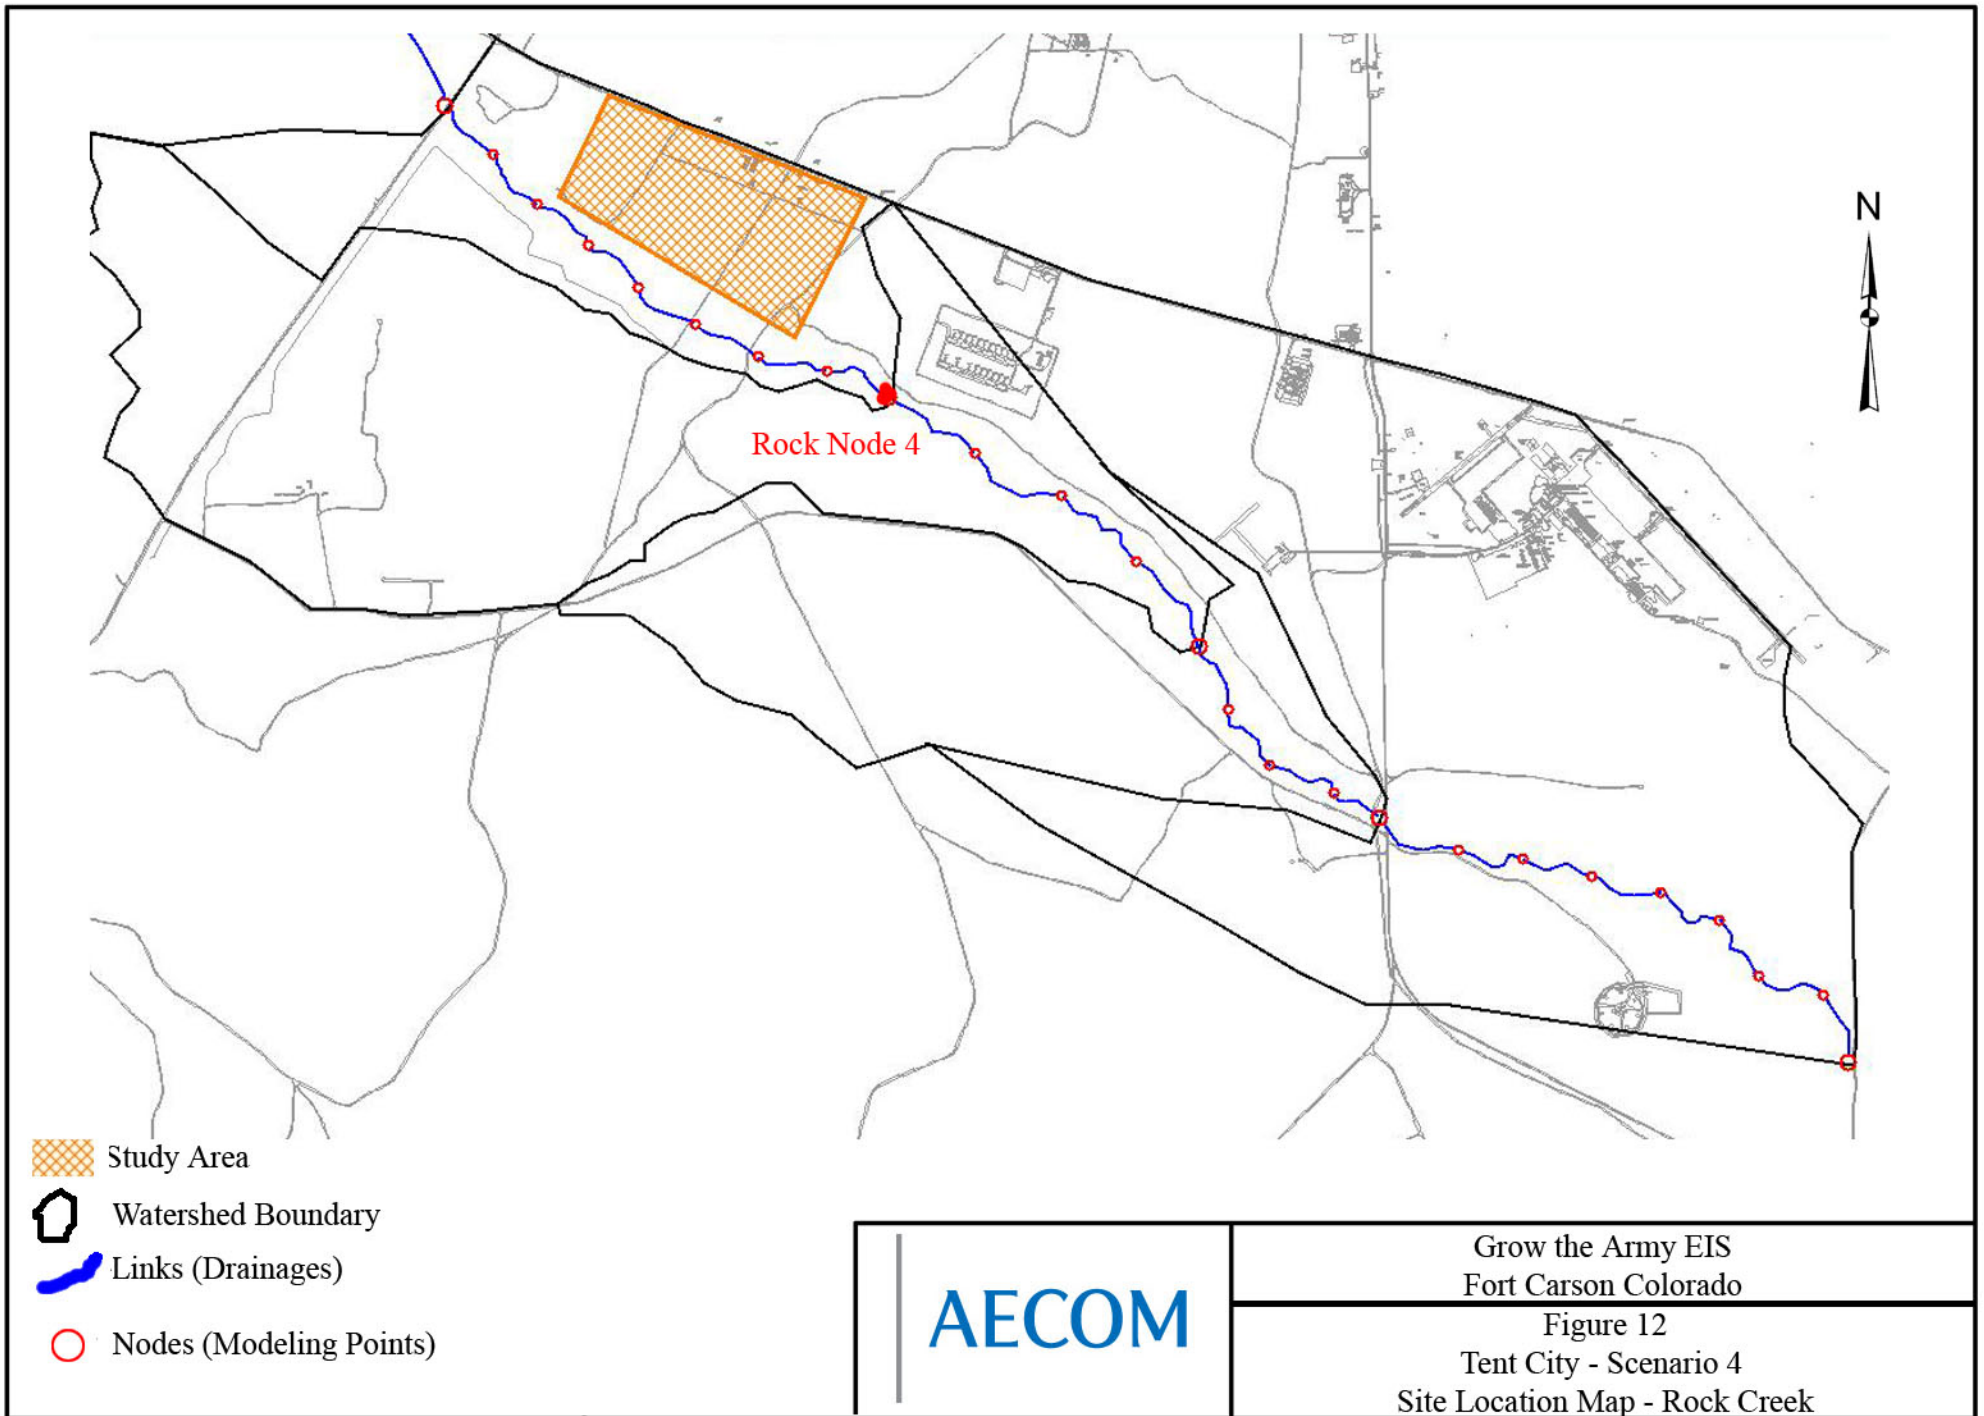 N
Rock Node 4
Study Area
Watershed Boundary
Links (Drainages)
Nodes (Modeling Points)
AECOM
Grow the Army EIS
Fort Carson Colorado
Figure 12
Tent City - Scenario 4
Site Location Map - Rock Creek